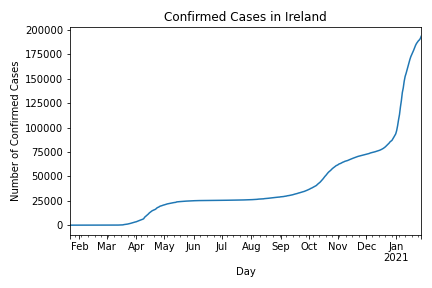 Confirmed Cases in Ireland
Number of Confirmed Cases
200000
175000
150000
125000
100000
75000
50000
25000
0
Feb Mar Apr May Jun Jul Aug Sep Oct Nov Dec Jan
2021
Day